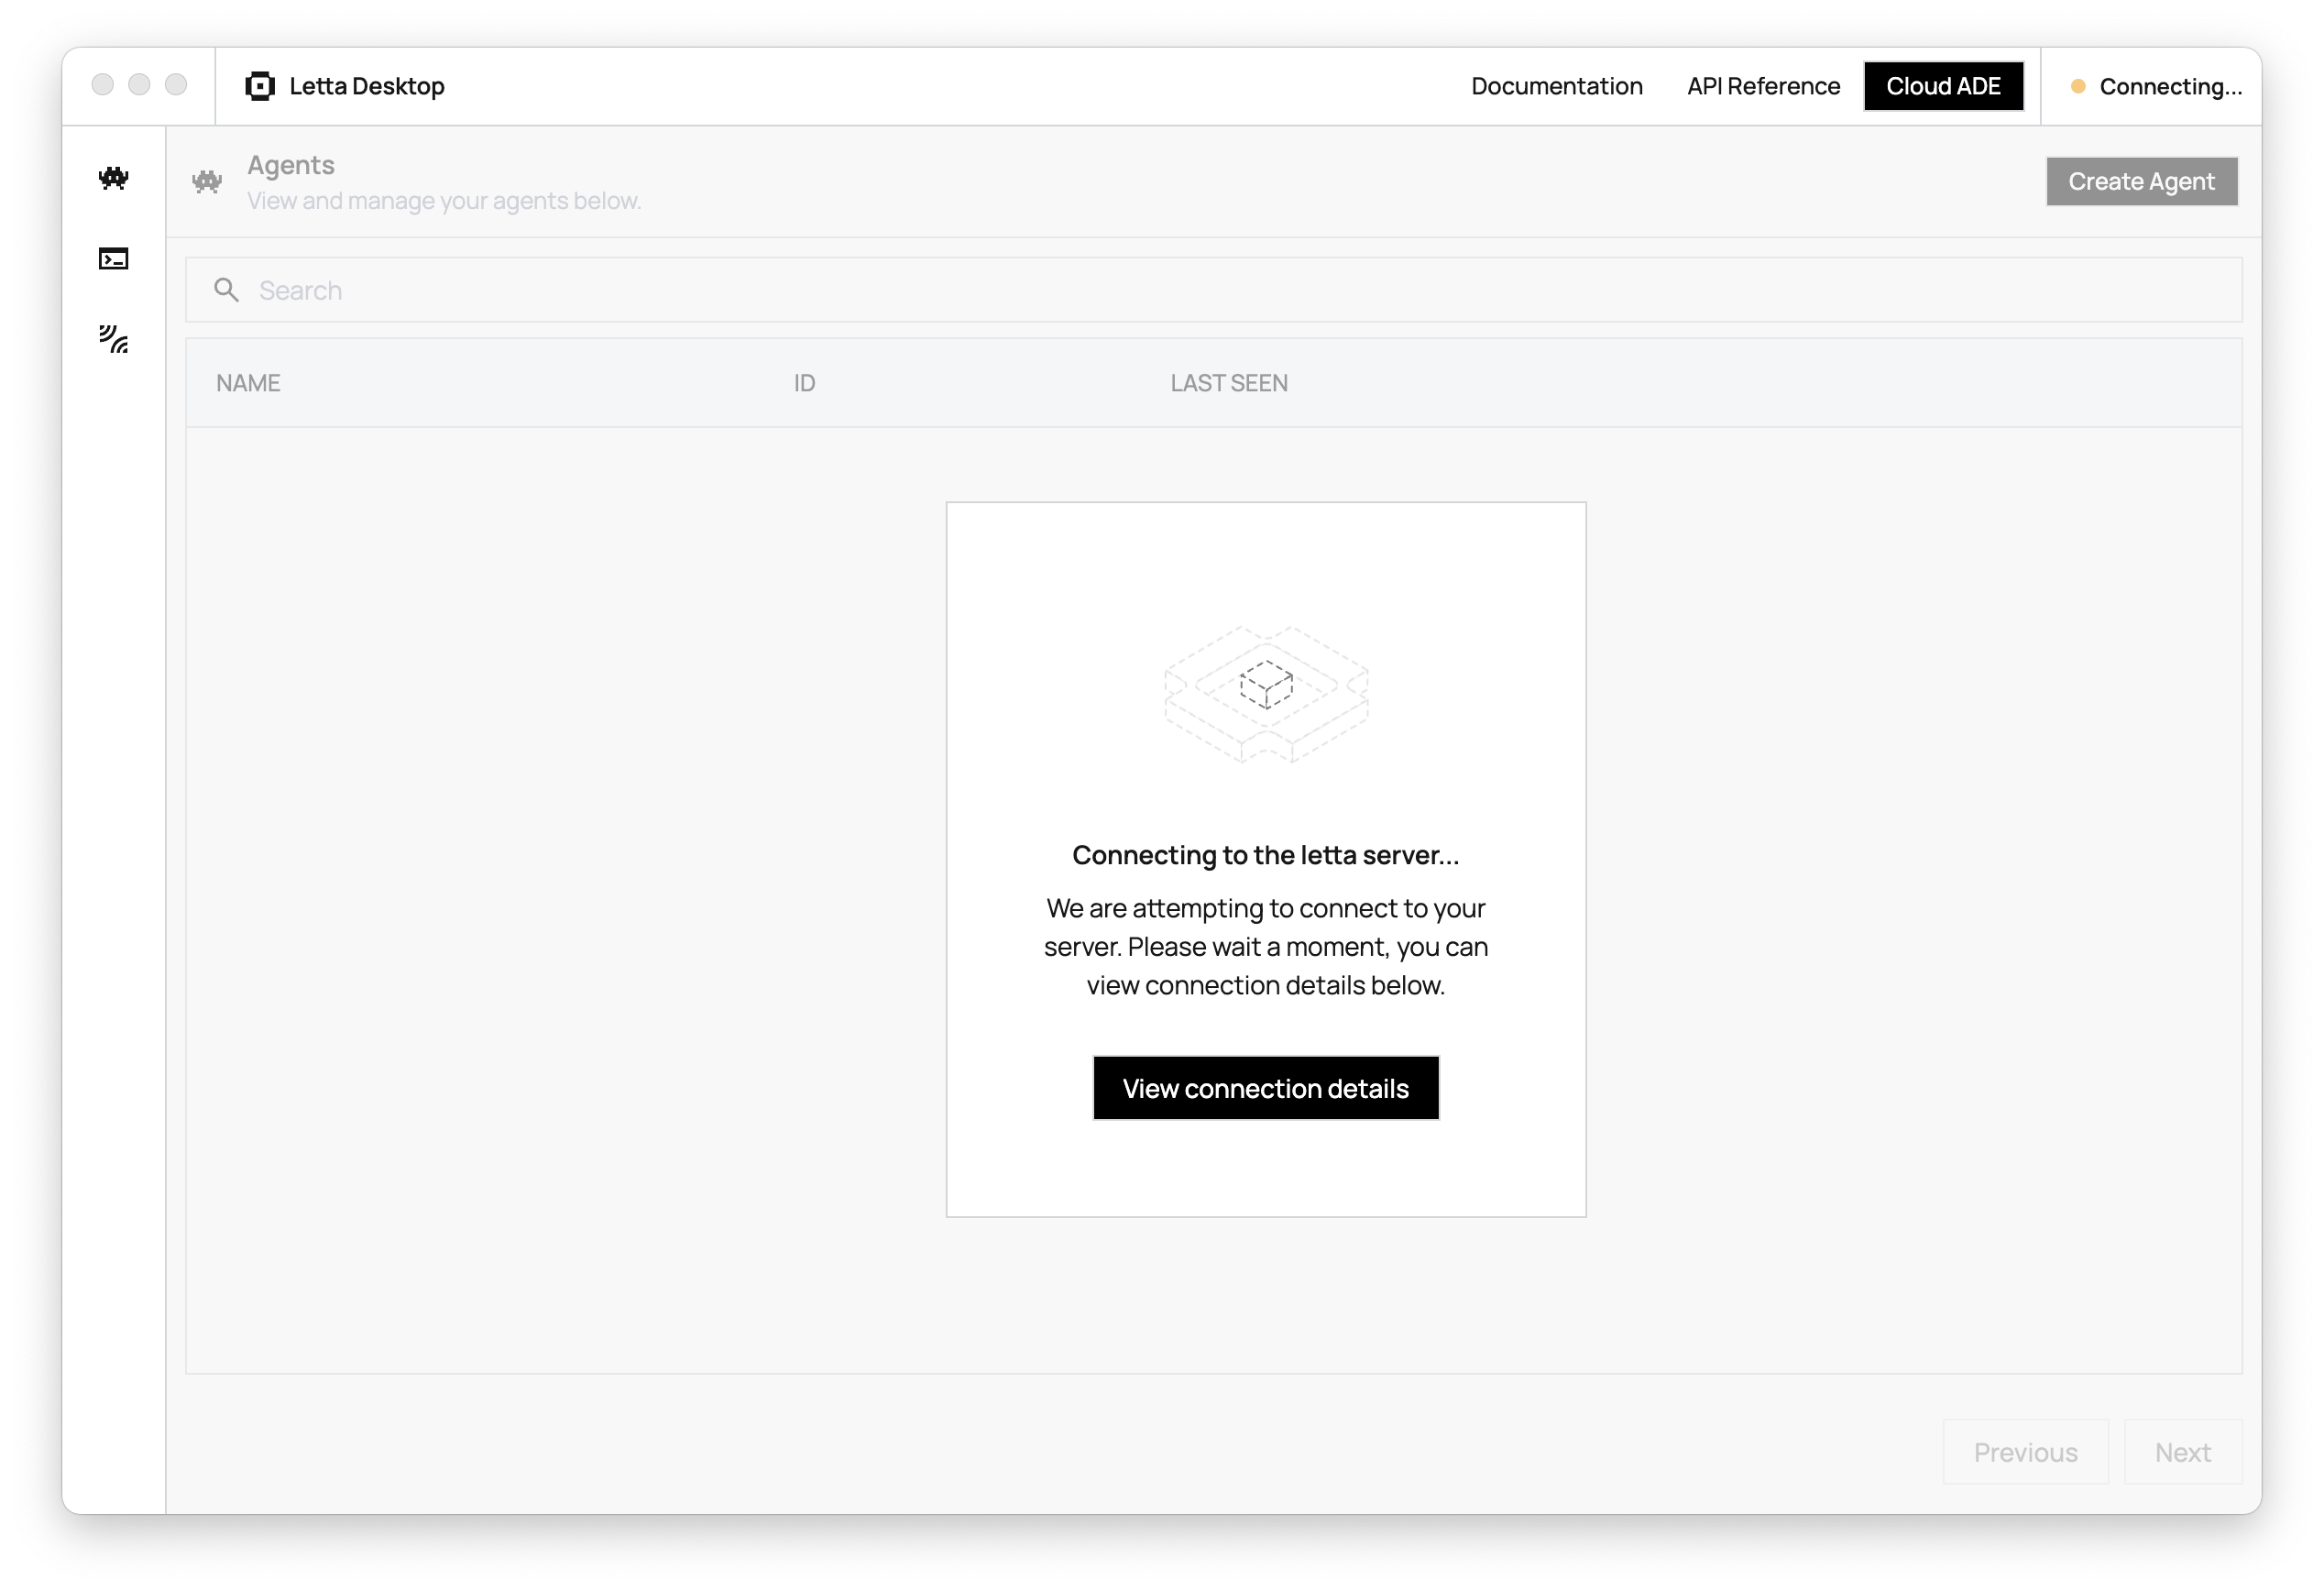 Letta Desktop
Documentation
API Reference
Cloud ADE
Connecting...
Agents
View and manage your agents below.
Create Agent
Search
NAME
ID
LAST SEEN
Connecting to the letta server...
We are attempting to connect to your
server. Please wait a moment, you can
view connection details below.
View connection details
Previous
Next